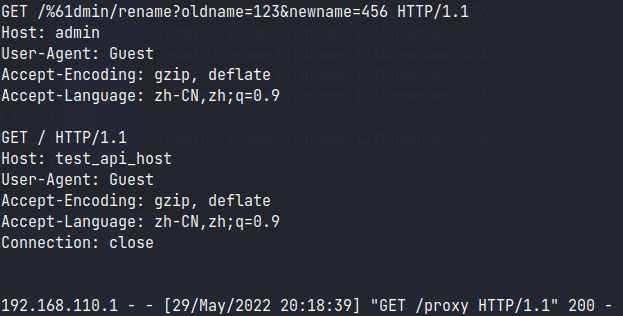 GET /%61dmin/rename?oldname=123&newname=456 HTTP/1.1
Host: admin
User-Agent: Guest
Accept-Encoding: gzip, deflate
Accept-Language: zh-CN,zh;q=0.9
GET / HTTP/1.1
Host: test_api_host
User-Agent: Guest
Accept-Encoding: gzip, deflate
Accept-Language: zh-CN,zh;q=0.9
Connection: close
192.168.110.1 - - [29/May/2022 20:18:39] "GET /proxy HTTP/1.1" 200 -